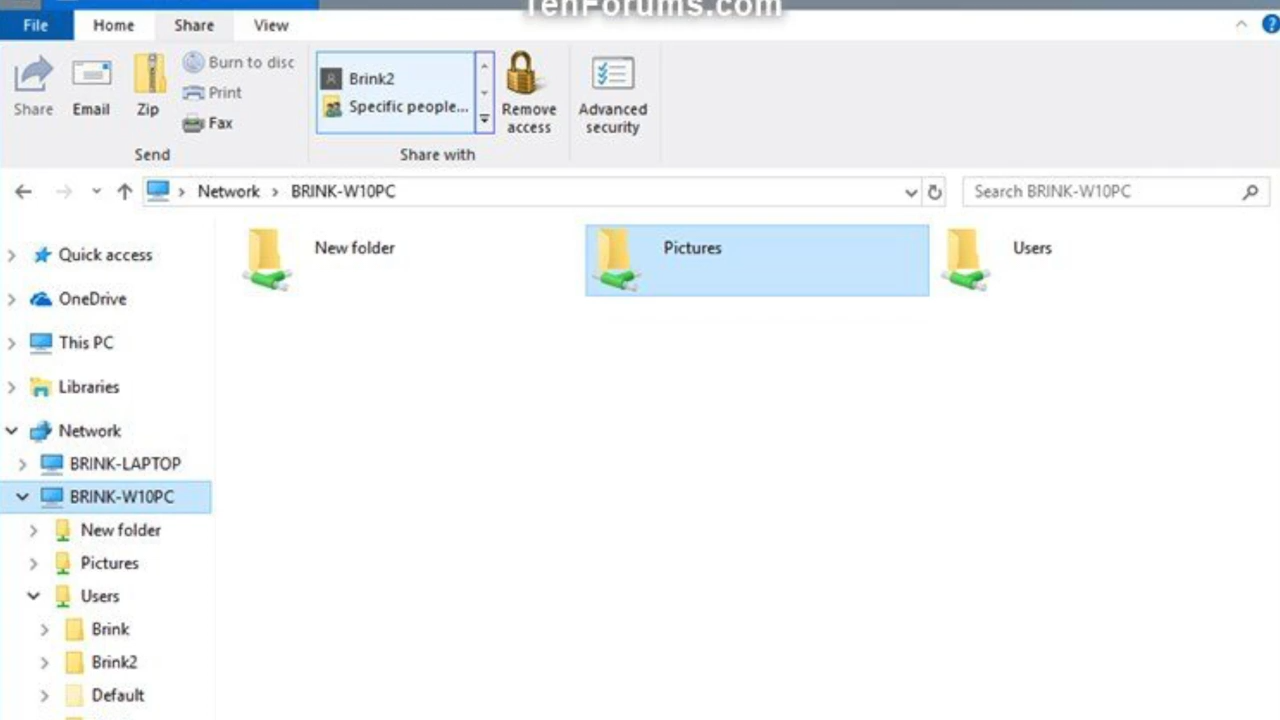 TenForums.com
File Home Share View
Share Email Zip Burn to disc
Print
Fax
Send
Brink2
Specific people...
Remove access
Advanced security
Share with
Network > BRINK-W10PC
Search BRINK-W10PC
Quick access
OneDrive
This PC
Libraries
Network
BRINK-LAPTOP
BRINK-W10PC
New folder
Pictures
Users
Brink
Brink2
Default
New folder
Pictures
Users